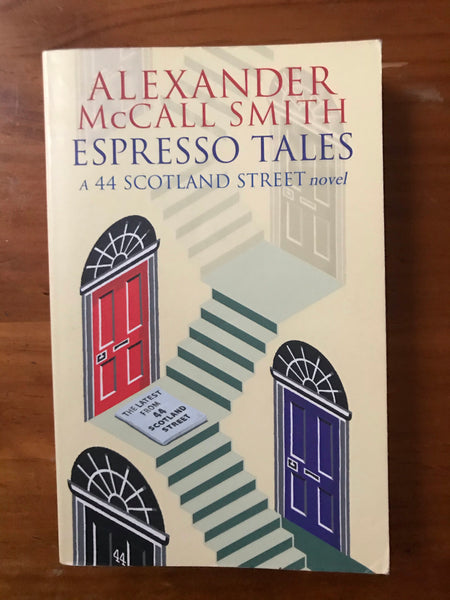 ALEXANDER
McCALL SMITH
ESPRESSO TALES
a 44 SCOTLAND STREET novel
THE LATEST
FROM
44
SCOTLAND
STREET
44